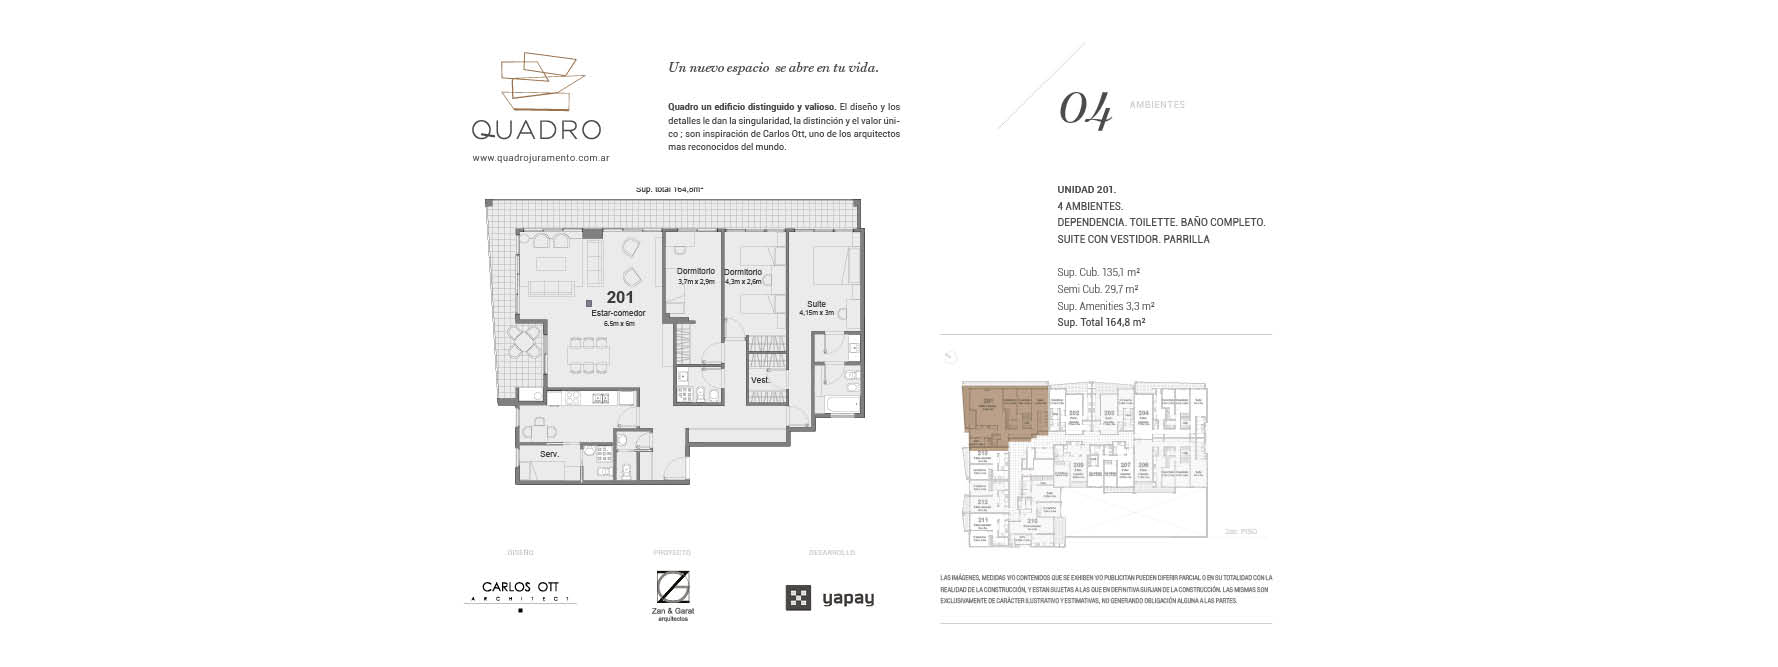 QUADRO
www.quadrojuramento.com.ar
Un nuevo espacio se abre en tu vida.
Quadro un edificio distinguido y valioso. El diseño y los
detalles le dan la singularidad, la distinción y el valor úni-
co ; son inspiración de Carlos Ott, uno de los arquitectos
mas reconocidos del mundo.
04 AMBIENTES
Sup. total 164,8m²
Dormitorio
3,7m x 2,9m
Dormitorio
4,3m x 2,6m
201
Estar-comedor
6.5m x 6m
Suite
4,15m x 3m
Vest.
Serv.
UNIDAD 201.
4 AMBIENTES.
DEPENDENCIA. TOILETTE. BAÑO COMPLETO.
SUITE CON VESTIDOR. PARRILLA
Sup. Cub. 135,1 m²
Semi Cub. 29,7 m²
Sup. Amenities 3,3 m²
Sup. Total 164,8 m²
201
202
203
204
213
209
207
206
212
211
210
2do. PISO
DISEÑO
PROYECTO
DESARROLLO
CARLOS OTT
ARCHITECT
Zan & Garat
arquitectos
yapay
LAS IMÁGENES, MEDIDAS Y/O CONTENIDOS QUE SE EXHIBEN Y/O PUBLICITAN PUEDEN DIFERIR PARCIAL O EN SU TOTALIDAD CON LA
REALIDAD DE LA CONSTRUCCIÓN, Y ESTAN SUJETAS A LAS QUE EN DEFINITIVA SURJAN DE LA CONSTRUCCIÓN. LAS MISMAS SON
EXCLUSIVAMENTE DE CARÁCTER ILUSTRATIVO Y ESTIMATIVAS, NO GENERANDO OBLIGACIÓN ALGUNA A LAS PARTES.